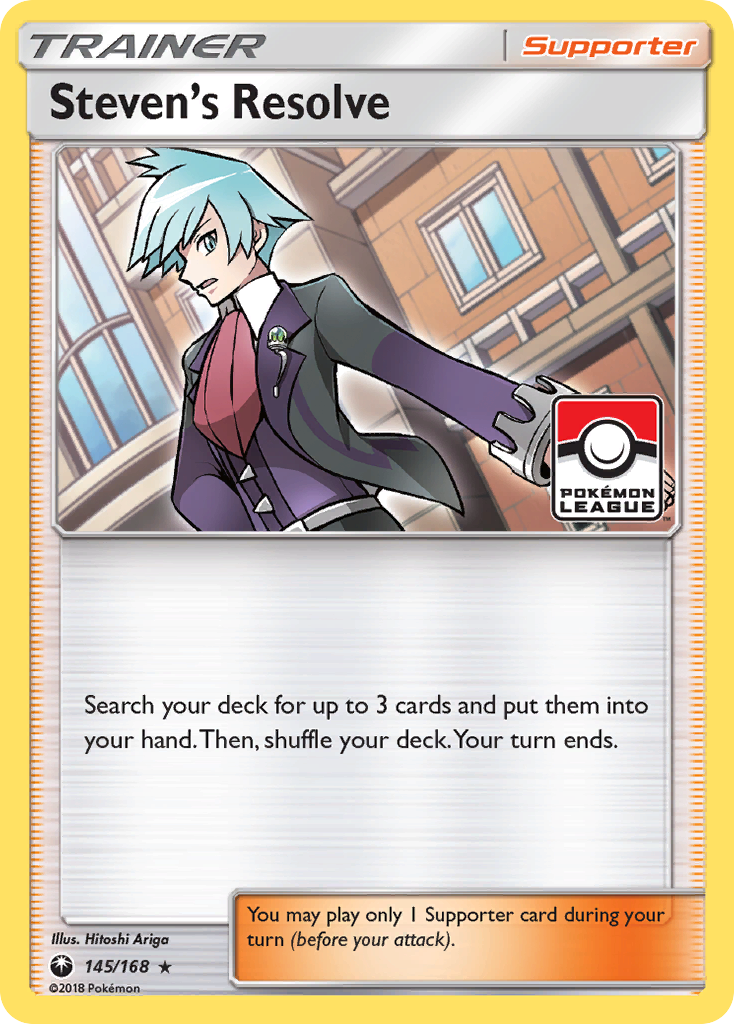 TRAINER
Supporter
Steven's Resolve
POKÉMON
LEAGUE
TM
Search your deck for up to 3 cards and put them into
your hand. Then, shuffle your deck. Your turn ends.
You may play only 1 Supporter card during your
turn (before your attack).
Illus. Hitoshi Ariga
145/168 ★
©2018 Pokémon